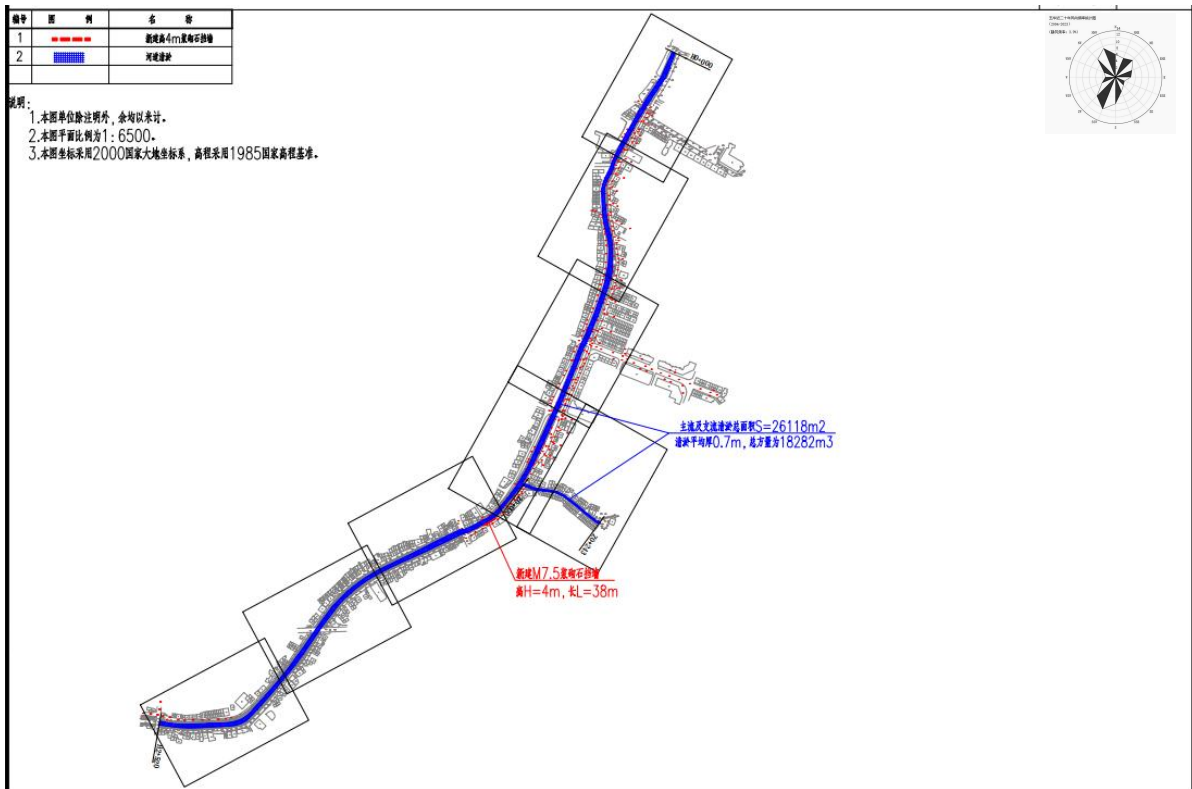 编号 图 例 名 称
1 新建高4m浆砌石挡墙
2 河道清淤
说明:
1.本图单位除注明外,余均以米计。
2.本图平面比例为1:6500。
3.本图坐标采用2000国家大地坐标系,高程采用1985国家高程基准。
H0+000
主流及支流清淤总面积S=26118m2
清淤平均厚0.7m,总方量为18282m3
新建M7.5浆砌石挡墙
高H=4m,长L=38m